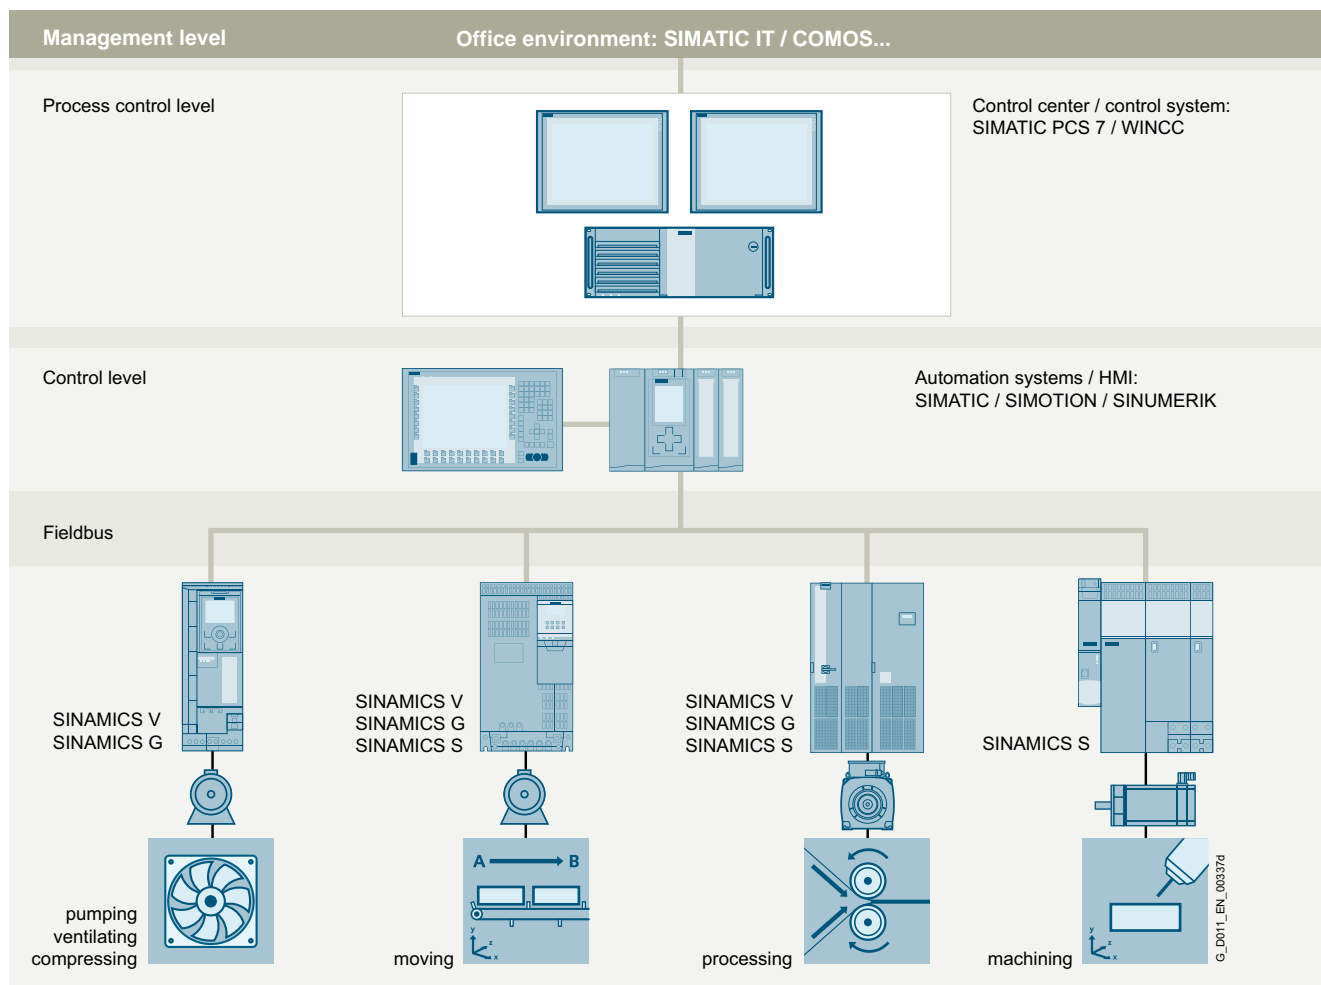 Management level
Office environment: SIMATIC IT / COMOS...
Process control level
Control center / control system:
SIMATIC PCS 7 / WINCC
Control level
Automation systems / HMI:
SIMATIC / SIMOTION / SINUMERIK
Fieldbus
SINAMICS V
SINAMICS G
SINAMICS V
SINAMICS G
SINAMICS S
SINAMICS V
SINAMICS G
SINAMICS S
SINAMICS S
pumping
ventilating
compressing
A B
y
z
x
moving
processing
y
z
x
machining
G_D011_EN_00337d